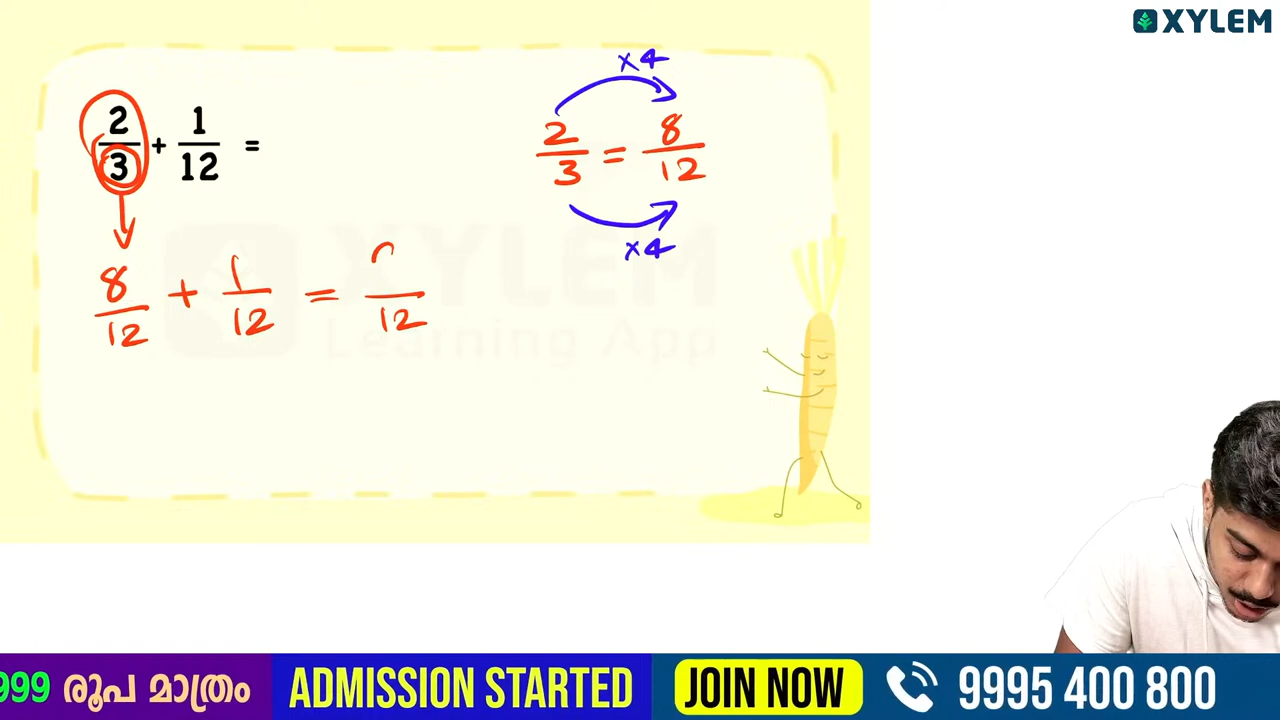 XYLEM
2/3 + 1/12 =
×4
2/3 = 8/12
×4
8/12 + 1/12 = /12
XYLEM
Learning App
999 രൂപ മാത്രം ADMISSION STARTED JOIN NOW 9995 400 800